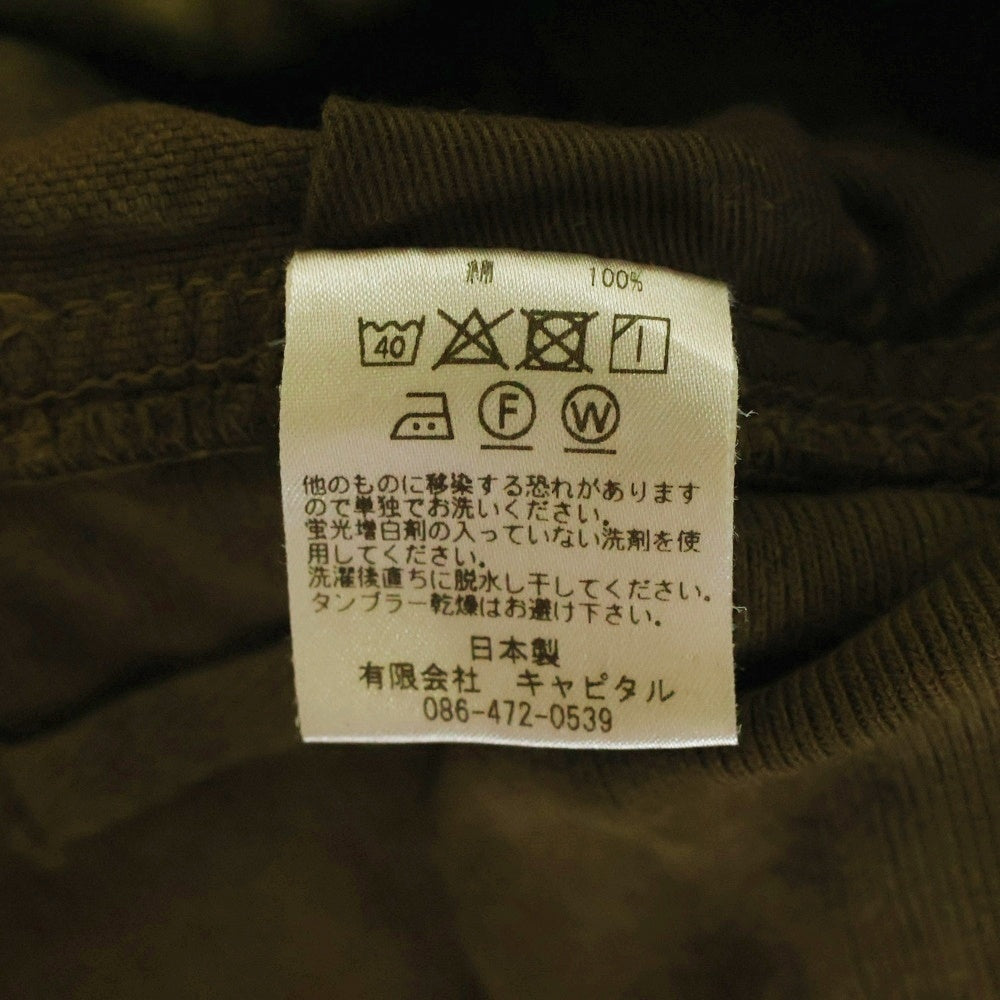 綿 100%
40
F W
他のものに移染する恐れがあります
ので単独でお洗いください。
蛍光増白剤の入っていない洗剤を使
用してください。
洗濯後直ちに脱水し干してください。
タンブラー乾燥はお避け下さい。
日本製
有限会社 キャピタル
086-472-0539